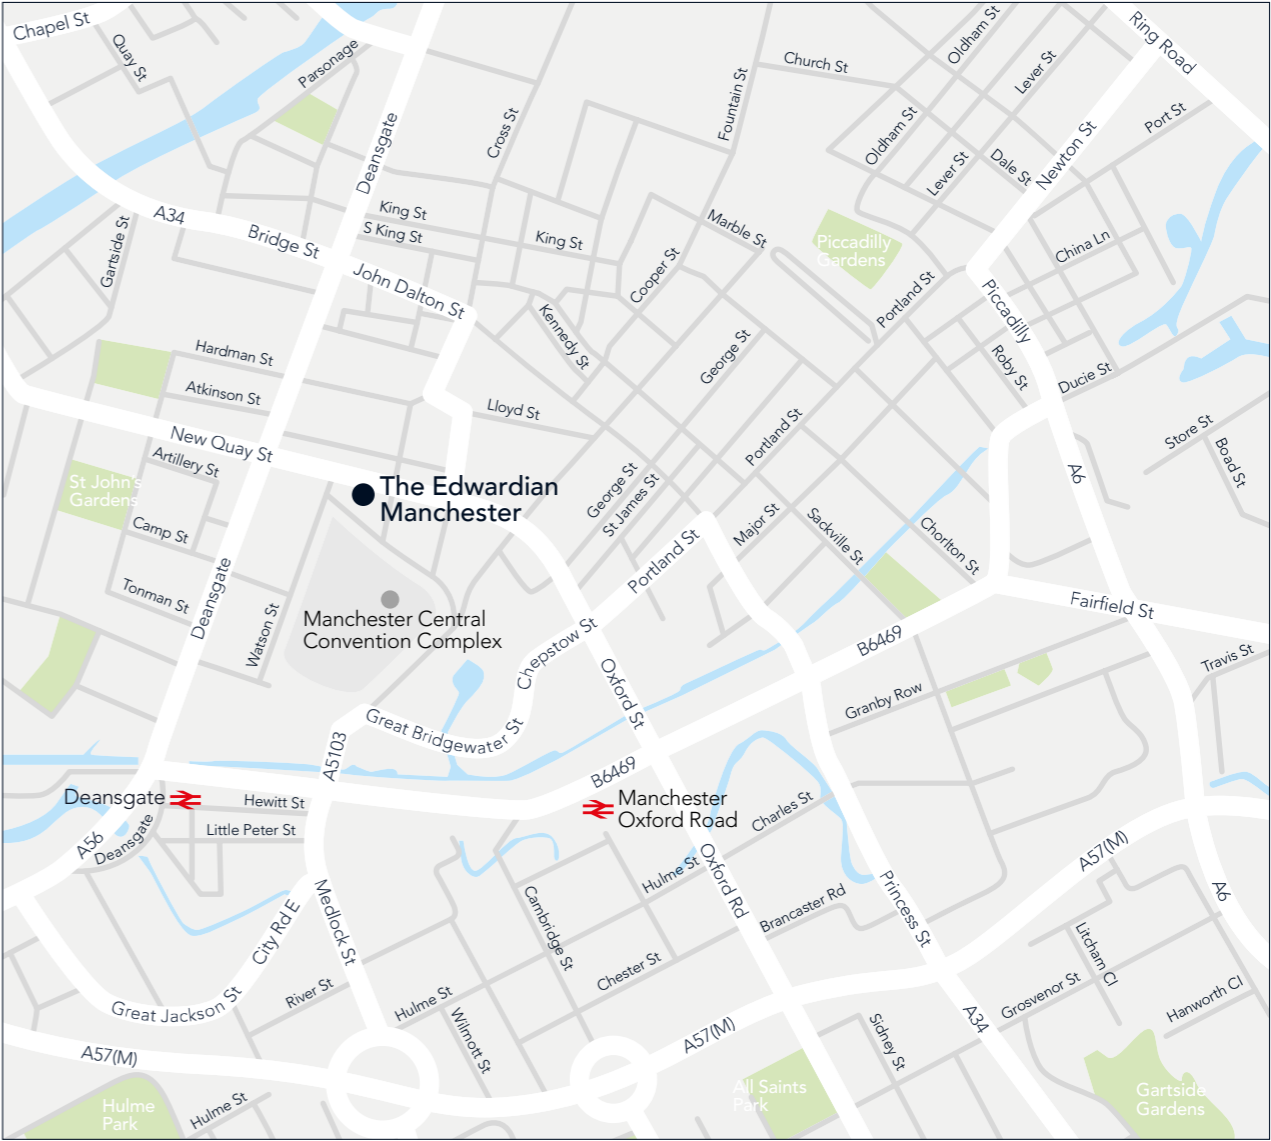 Chapel St
Quay St
Parsonage
Deansgate
Cross St
Fountain St
Church St
Oldham St
Lever St
Ring Road
Port St
Newton St
Oldham St
Lever St
Dale St
A34
Bridge St
Gartside St
King St
S King St
King St
Cooper St
Marble St
Piccadilly
Gardens
China Ln
John Dalton St
Kennedy St
Portland St
Piccadilly
Hardman St
Atkinson St
George St
Roby St
Ducie St
Lloyd St
New Quay St
Artillery St
Portland St
Store St
Boad St
St John's
Gardens
The Edwardian
Manchester
George St
St James St
A6
Camp St
Major St
Sackville St
Chorlton St
Tonman St
Deansgate
Watson St
Manchester Central
Convention Complex
Portland St
Chepstow St
Fairfield St
B6469
Travis St
Oxford St
Granby Row
Great Bridgewater St
A5103
B6469
Deansgate
Hewitt St
Manchester
Oxford Road
Charles St
Little Peter St
A56
Deansgate
Hulme St
Oxford Rd
A57(M)
Medlock St
City Rd E
Cambridge St
Brancaster Rd
Princess St
A6
Litcham Cl
Chester St
Great Jackson St
River St
Hulme St
Wilmott St
Grosvenor St
Hanworth Cl
A57(M)
A57(M)
Sidney St
A34
Hulme
Park
Hulme St
All Saints
Park
Gartside
Gardens